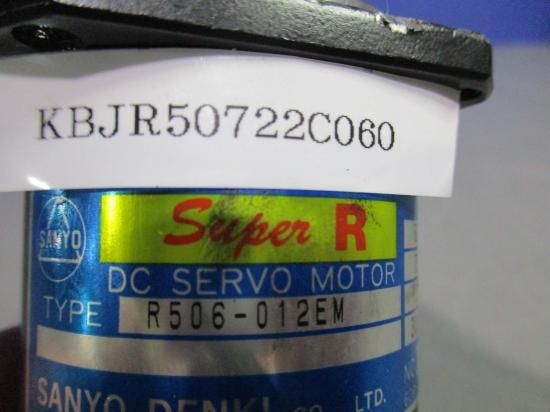 KBJR50722C060
SANYO
Super R
DC SERVO MOTOR
TYPE R506-012EM
SANYO DENKI CO., LTD.